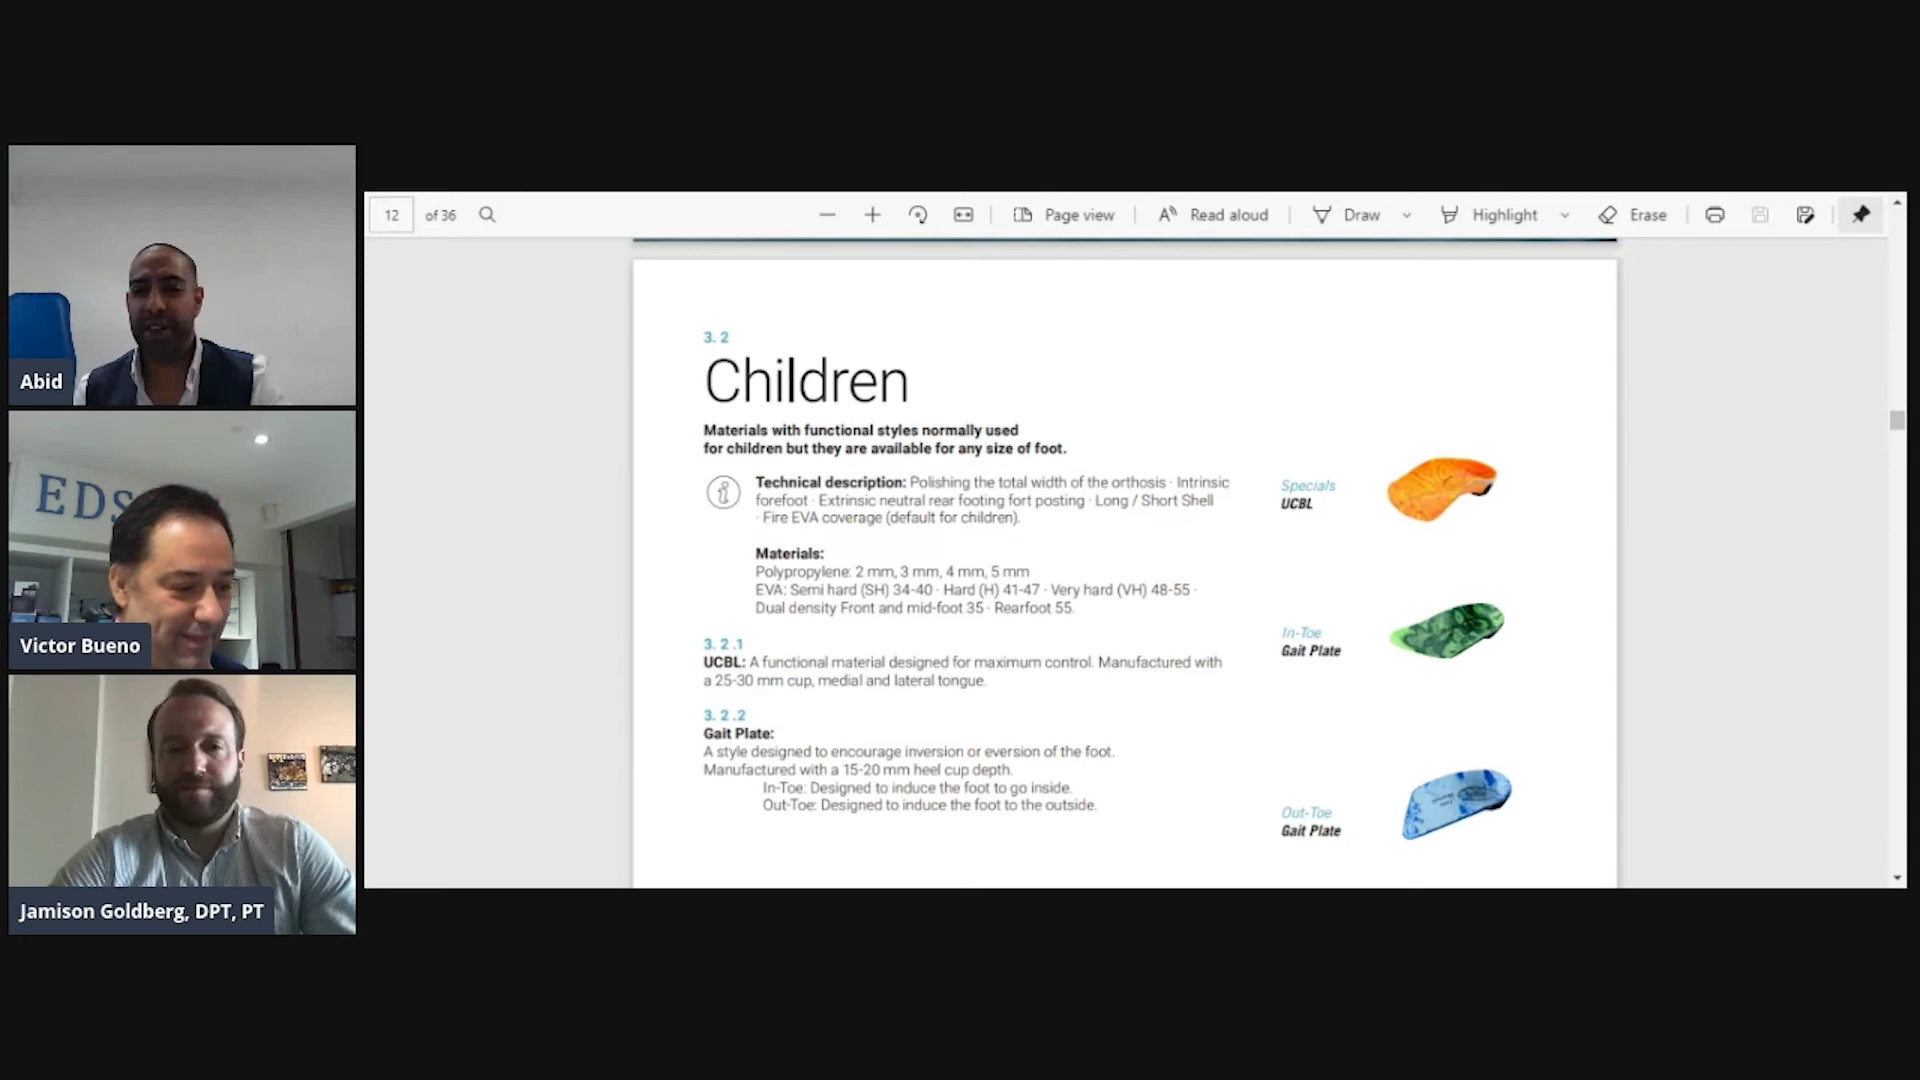 Abid
EDS
Victor Bueno
Jamison Goldberg, DPT, PT
12 of 36
Page view
Read aloud
Draw
Highlight
Erase
3. 2
Children
Materials with functional styles normally used
for children but they are available for any size of foot.
Technical description: Polishing the total width of the orthosis · Intrinsic
forefoot · Extrinsic neutral rear footing fort posting · Long / Short Shell
· Fire EVA coverage (default for children).
Materials:
Polypropylene: 2 mm, 3 mm, 4 mm, 5 mm
EVA: Semi hard (SH) 34-40 · Hard (H) 41-47 · Very hard (VH) 48-55 ·
Dual density Front and mid-foot 35 · Rearfoot 55.
3. 2 .1
UCBL: A functional material designed for maximum control. Manufactured with
a 25-30 mm cup, medial and lateral tongue.
3. 2 .2
Gait Plate:
A style designed to encourage inversion or eversion of the foot.
Manufactured with a 15-20 mm heel cup depth.
In-Toe: Designed to induce the foot to go inside.
Out-Toe: Designed to induce the foot to the outside.
Specials
UCBL
In-Toe
Gait Plate
Out-Toe
Gait Plate